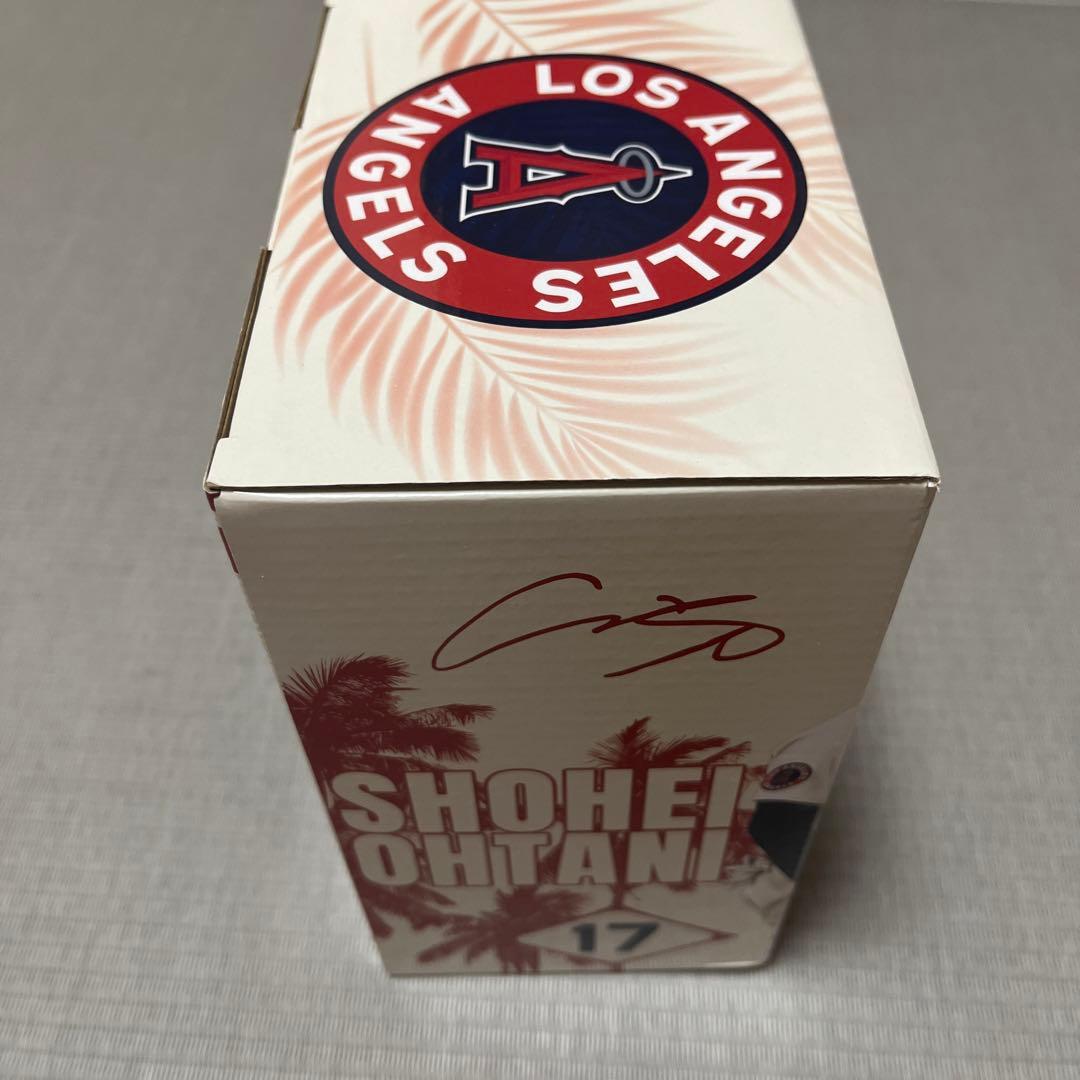 LOS ANGELES
ANGELS
A
SHOHEI
OHTANI
17